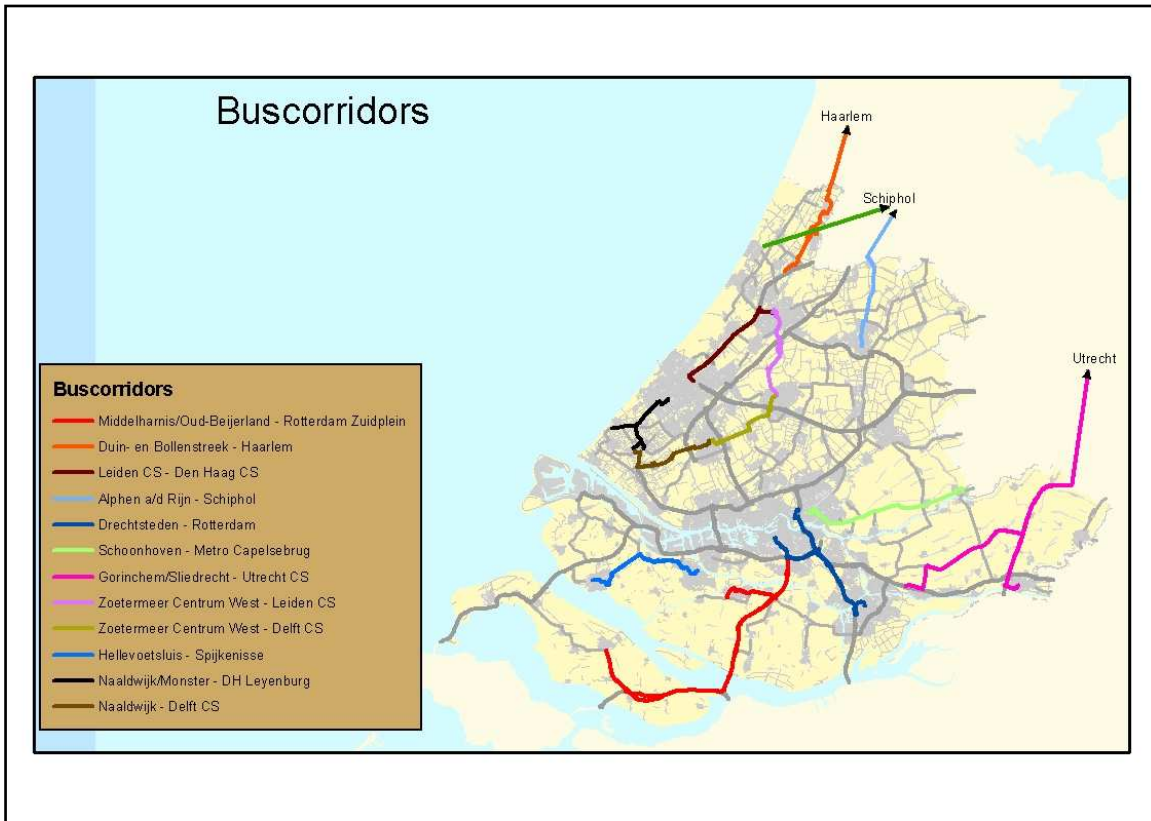 Buscorridors
Haarlem
Schiphol
Utrecht
Buscorridors
Middelharnis/Oud-Beijerland - Rotterdam Zuidplein
Duin- en Bollenstreek - Haarlem
Leiden CS - Den Haag CS
Alphen a/d Rijn - Schiphol
Drechtsteden - Rotterdam
Schoonhoven - Metro Capelsebrug
Gorinchem/Sliedrecht - Utrecht CS
Zoetermeer Centrum West - Leiden CS
Zoetermeer Centrum West - Delft CS
Hellevoetsluis - Spijkenisse
Naaldwijk/Monster - DH Leyenburg
Naaldwijk - Delft CS